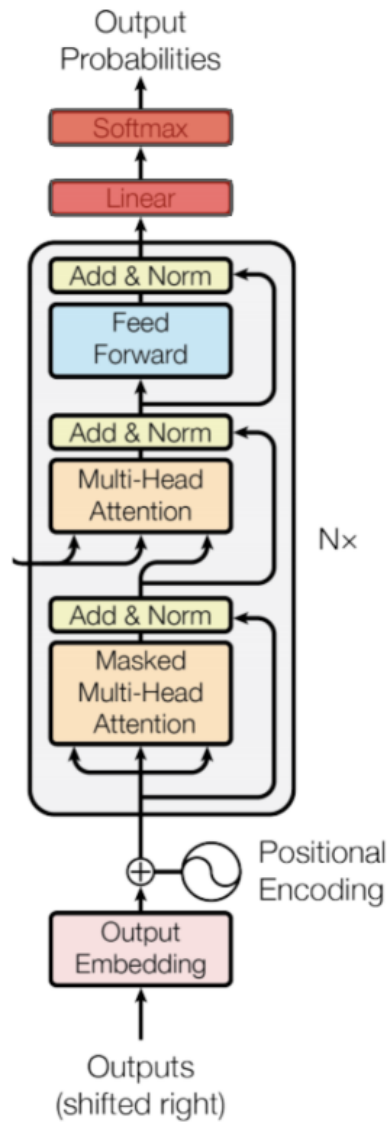 Output
Probabilities
Softmax
Linear
Add & Norm
Feed
Forward
Add & Norm
Multi-Head
Attention
N×
Add & Norm
Masked
Multi-Head
Attention
Positional
Encoding
Output
Embedding
Outputs
(shifted right)